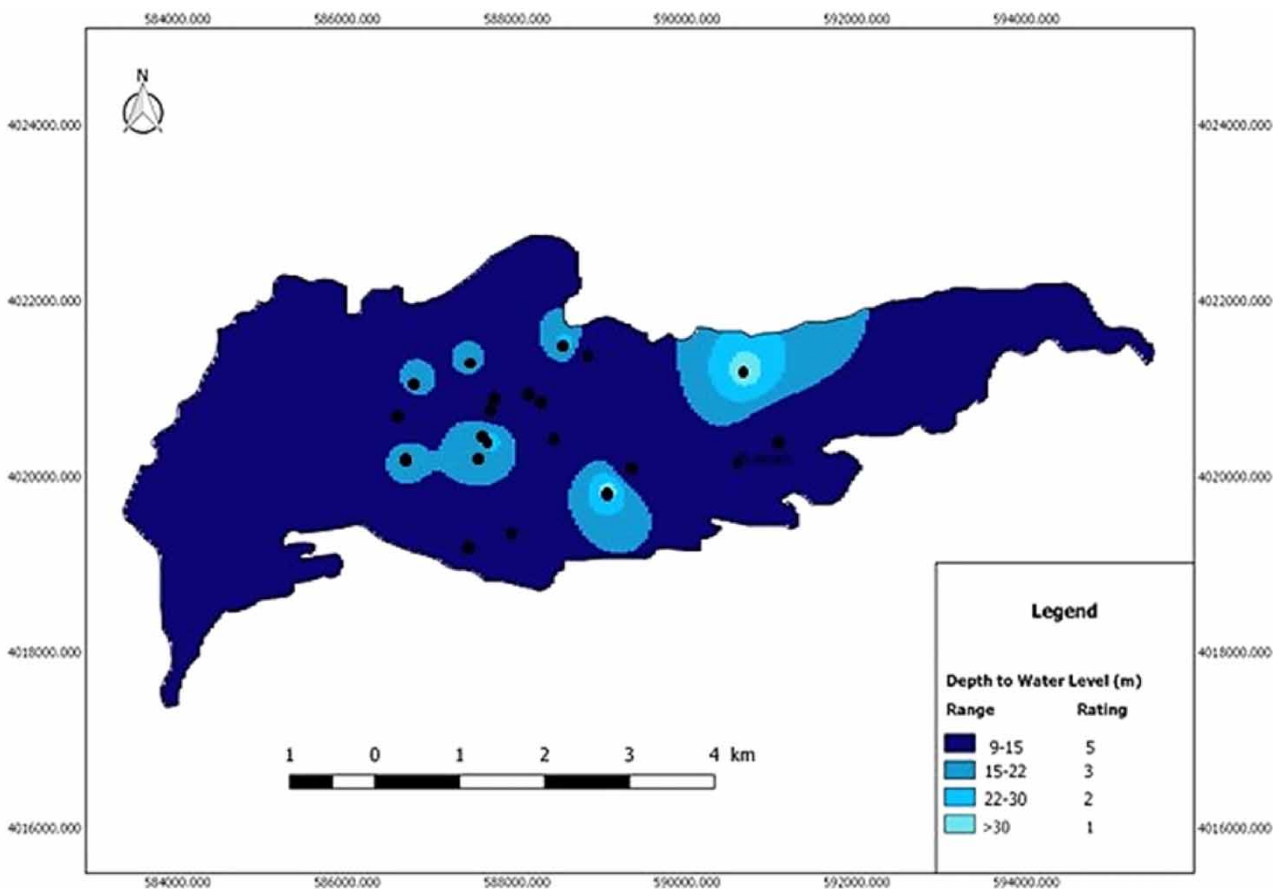 584000.000 586000.000 588000.000 590000.000 592000.000 594000.000
N
4024000.000 4024000.000
4022000.000 4022000.000
4020000.000 4020000.000
4018000.000 4018000.000
4016000.000 4016000.000
1 0 1 2 3 4 km
Legend
Depth to Water Level (m)
Range Rating
9-15 5
15-22 3
22-30 2
>30 1
584000.000 586000.000 588000.000 590000.000 592000.000 594000.000